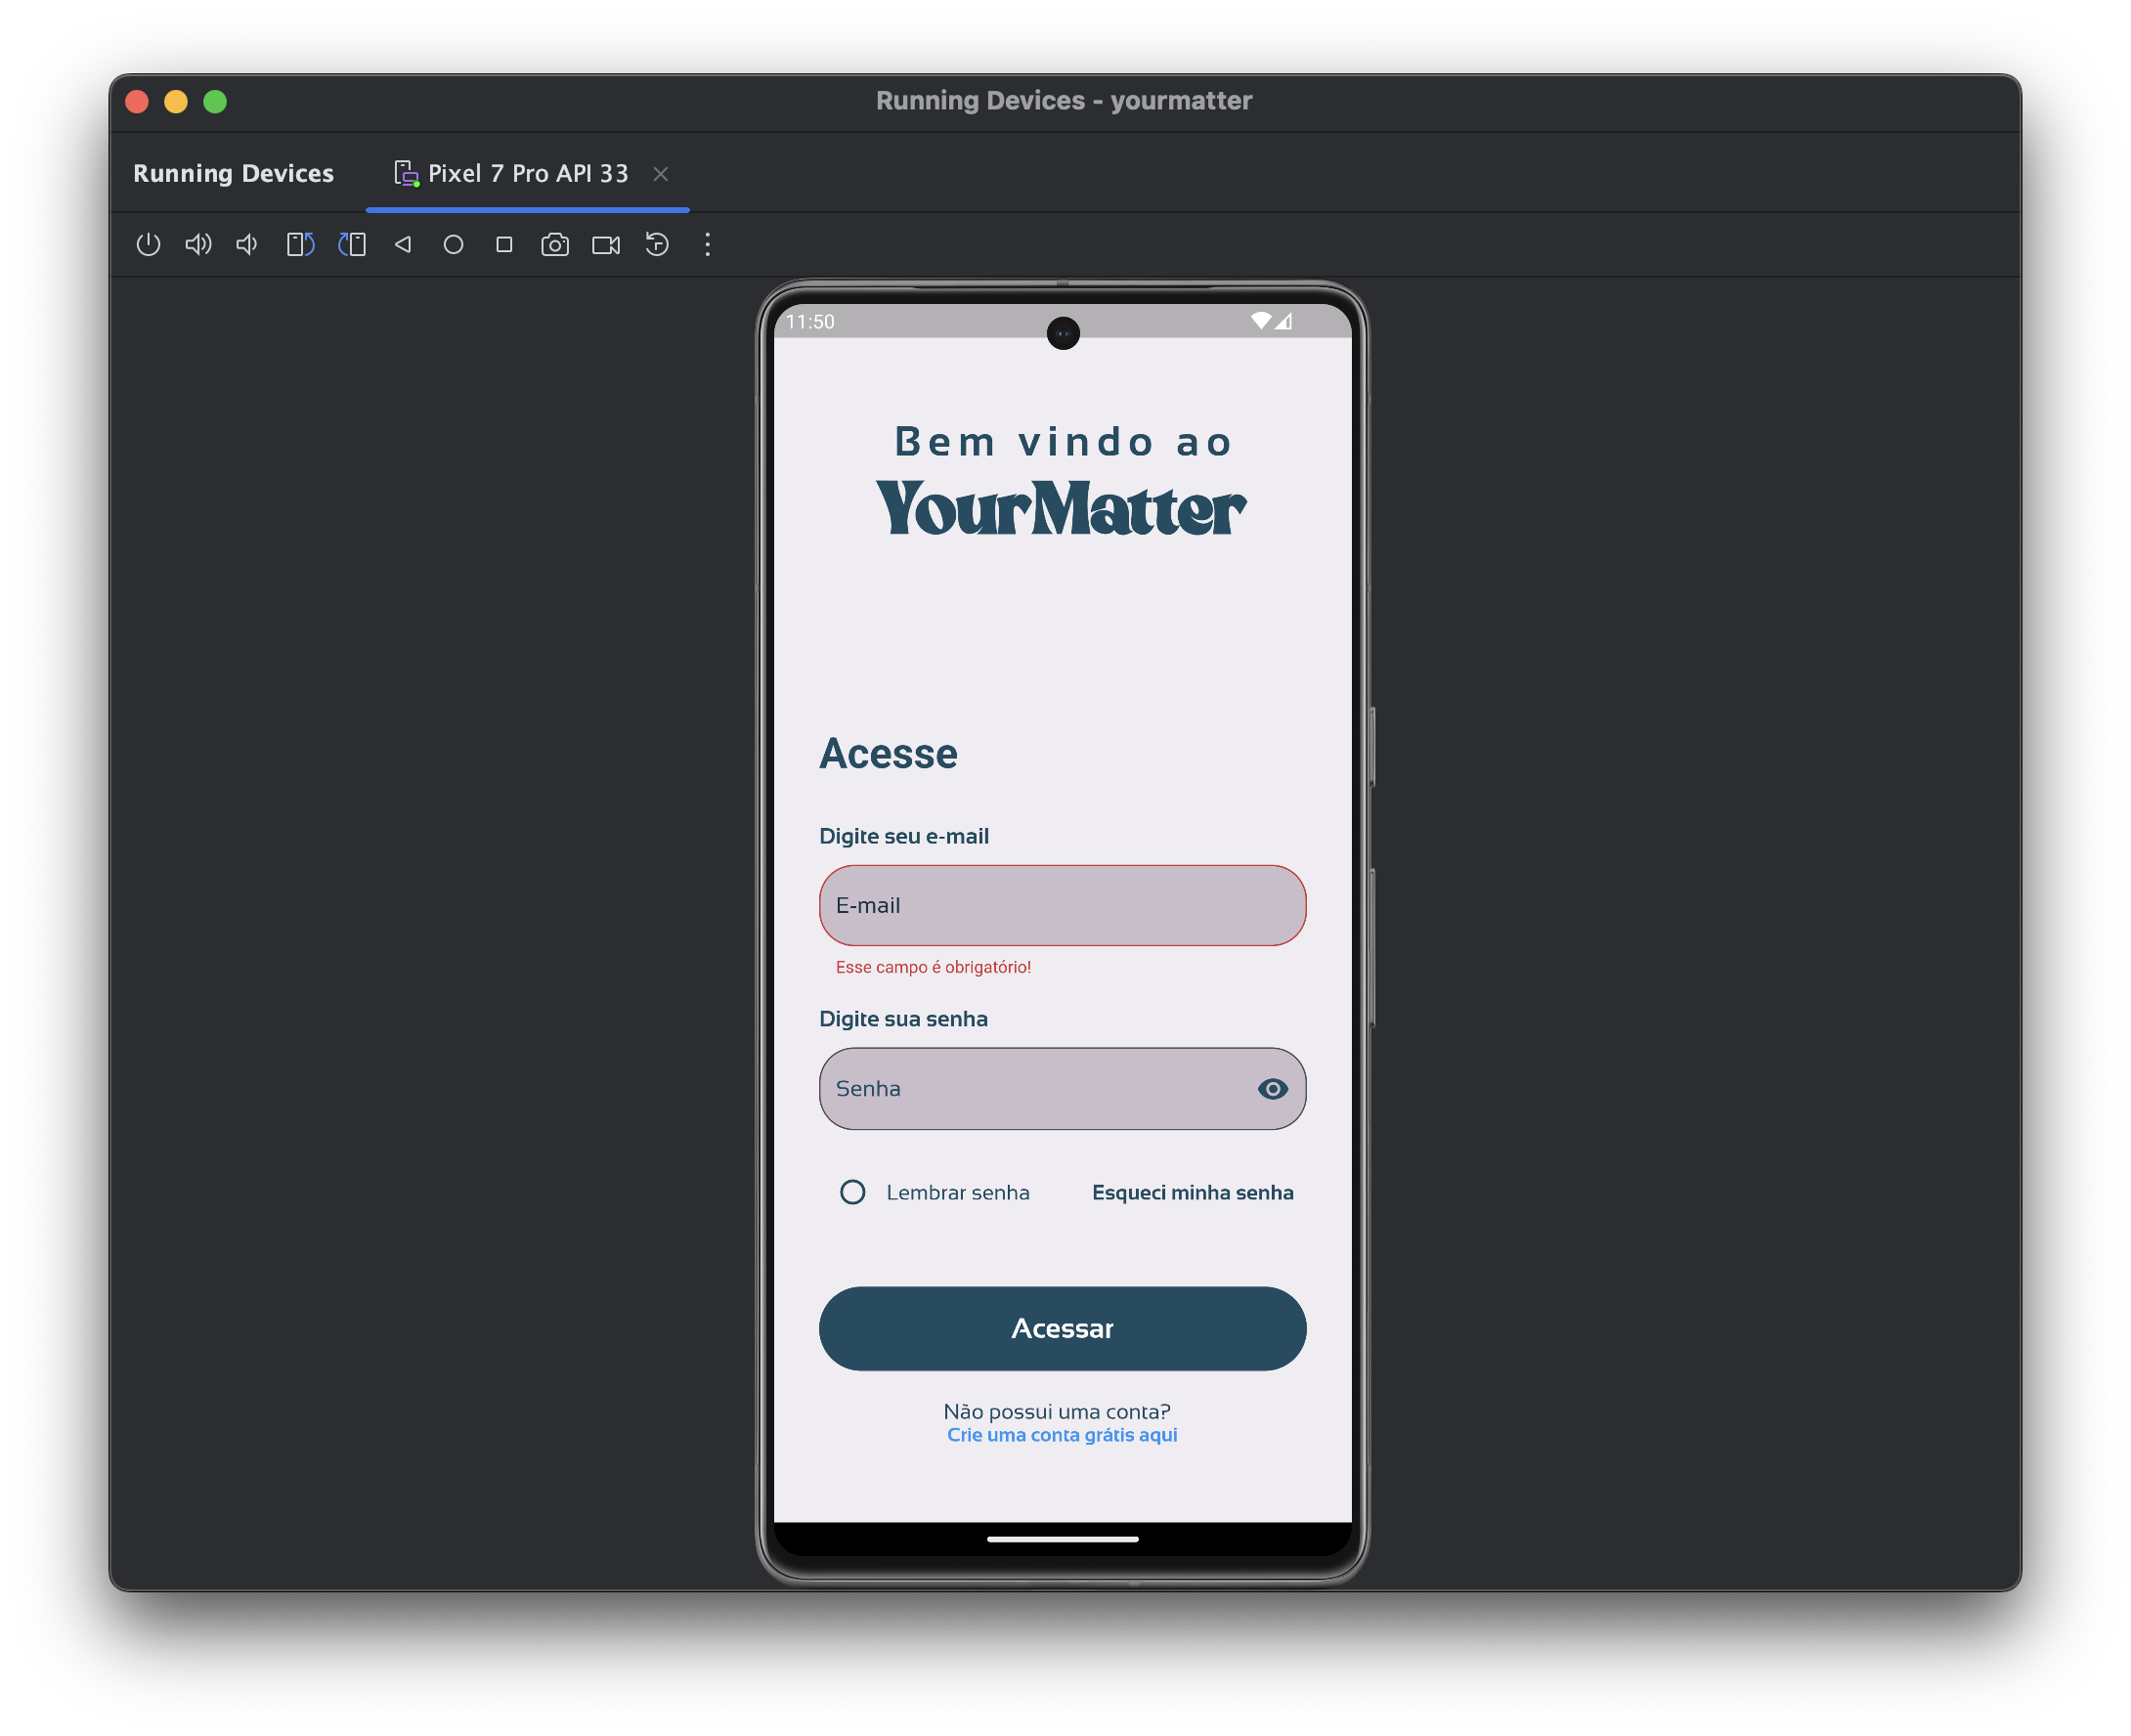 Running Devices - yourmatter
Running Devices
Pixel 7 Pro API 33
11:50
Bem vindo ao
YourMatter
Acesse
Digite seu e-mail
E-mail
Esse campo é obrigatório!
Digite sua senha
Senha
Lembrar senha
Esqueci minha senha
Acessar
Não possui uma conta?
Crie uma conta grátis aqui